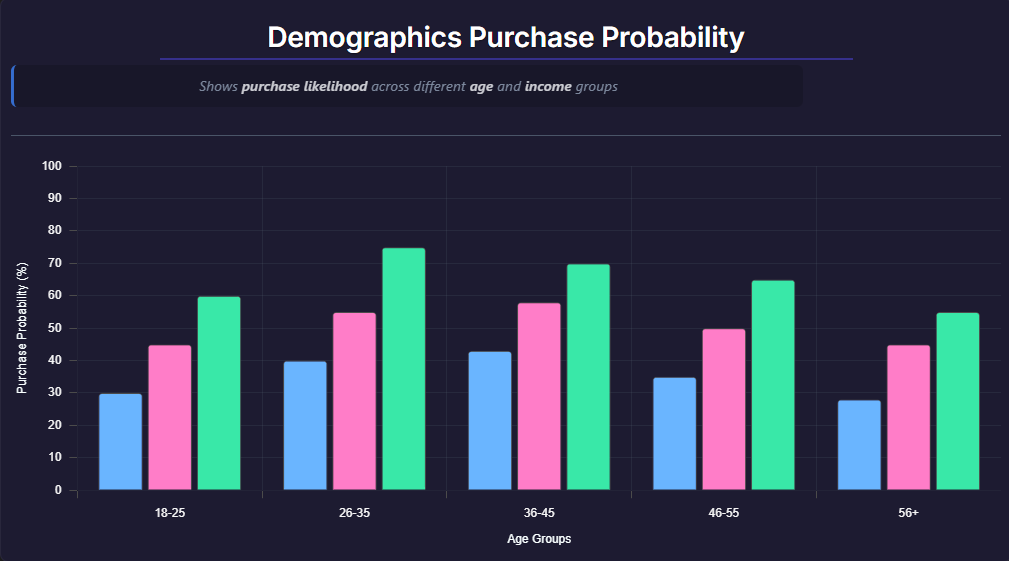 Demographics Purchase Probability
Shows purchase likelihood across different age and income groups
100
90
80
70
60
50
40
30
20
10
0
Purchase Probability (%)
18-25 26-35 36-45 46-55 56+
Age Groups